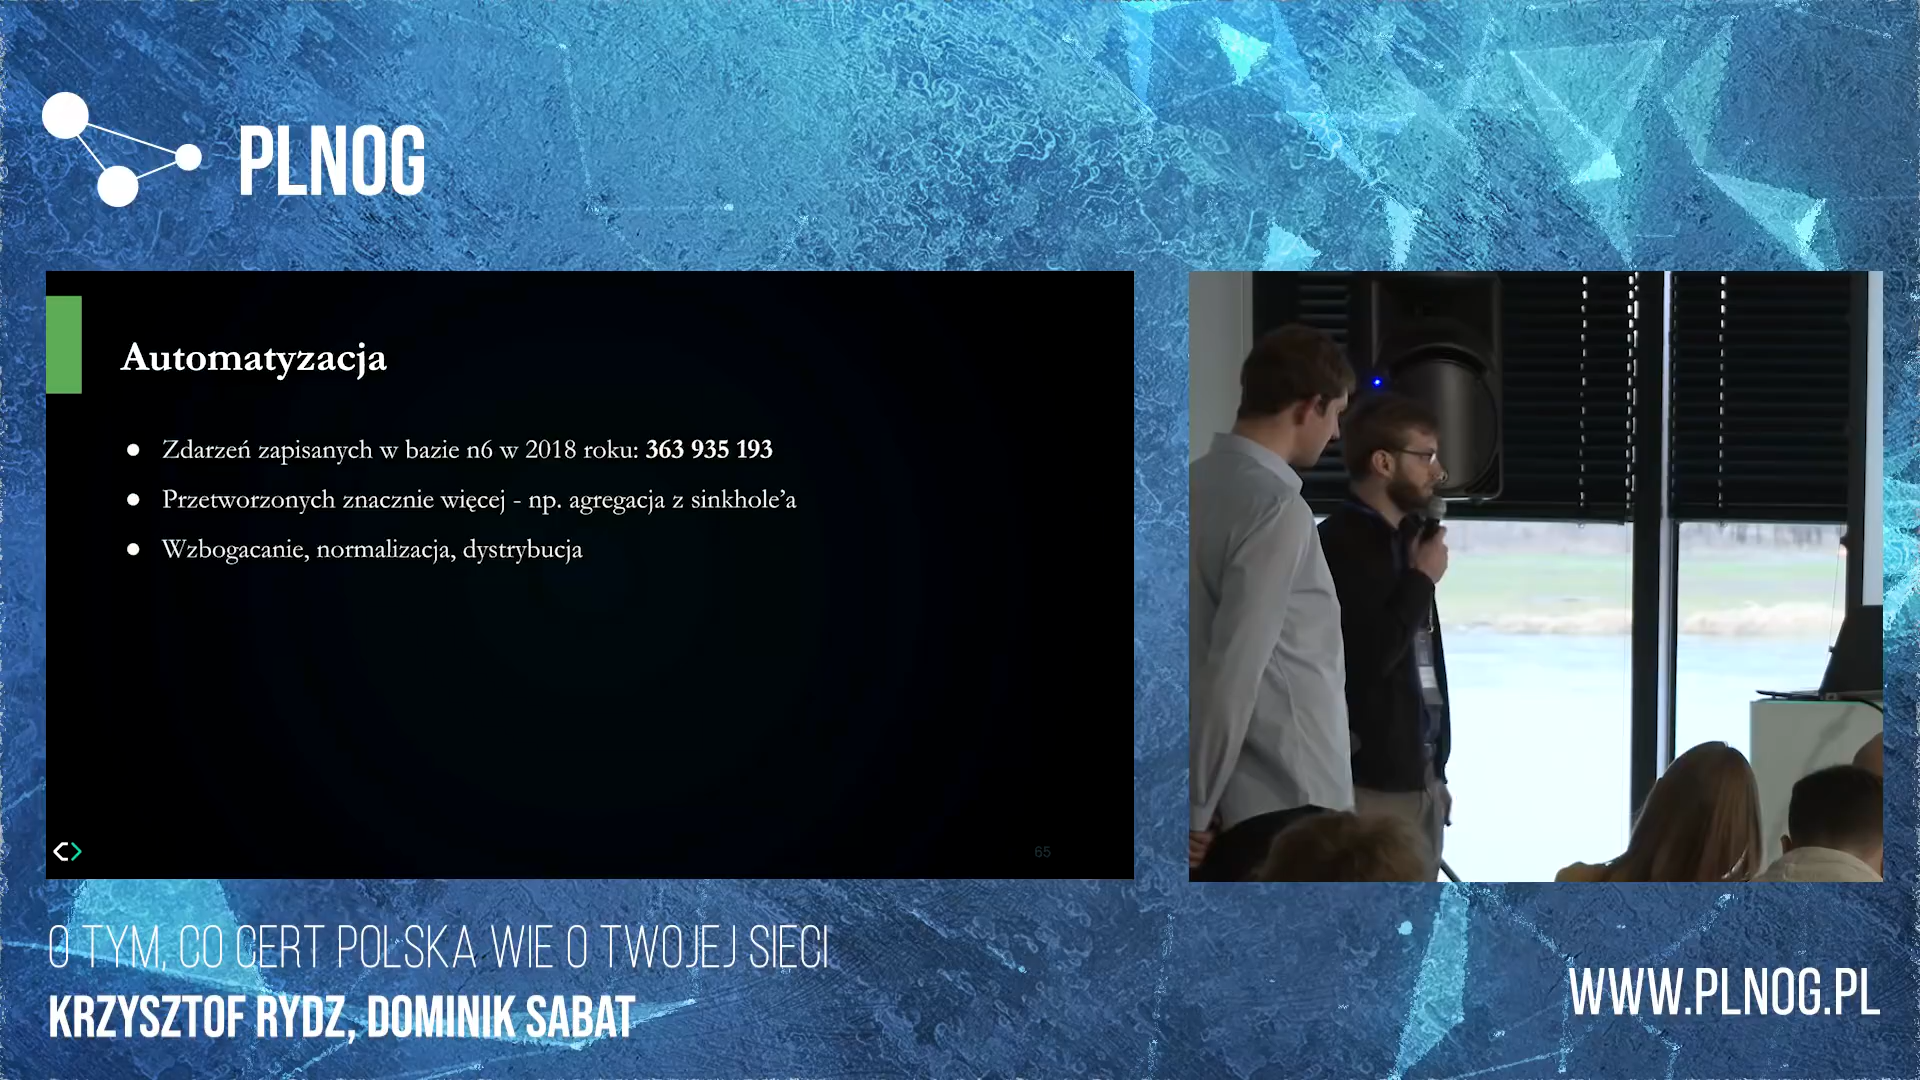 PLNOG
Automatyzacja
● Zdarzeń zapisanych w bazie n6 w 2018 roku: 363 935 193
● Przetworzonych znacznie więcej - np. agregacja z sinkhole’a
● Wzbogacanie, normalizacja, dystrybucja
65
O TYM, CO CERT POLSKA WIE O TWOJEJ SIECI
KRZYSZTOF RYDZ, DOMINIK SABAT
WWW.PLNOG.PL